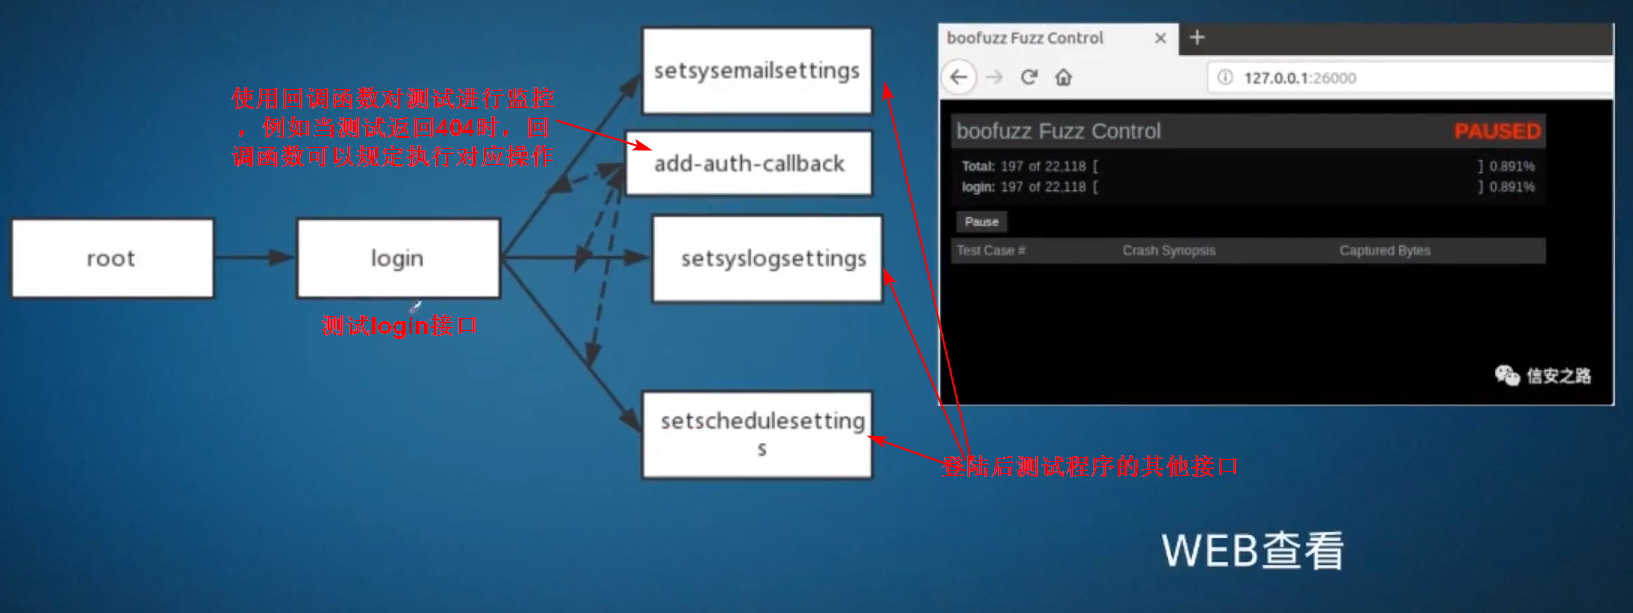 setsysemailsettings
使用回调函数对测试进行监控
，例如当测试返回404时，回
调函数可以规定执行对应操作
add-auth-callback
root
login
setsyslogsettings
测试login接口
setschedulesetting
s
boofuzz Fuzz Control
127.0.0.1:26000
boofuzz Fuzz Control
PAUSED
Total: 197 of 22,118 [ ] 0.891%
login: 197 of 22,118 [ ] 0.891%
Pause
Test Case # Crash Synopsis Captured Bytes
信安之路
登陆后测试程序的其他接口
WEB查看